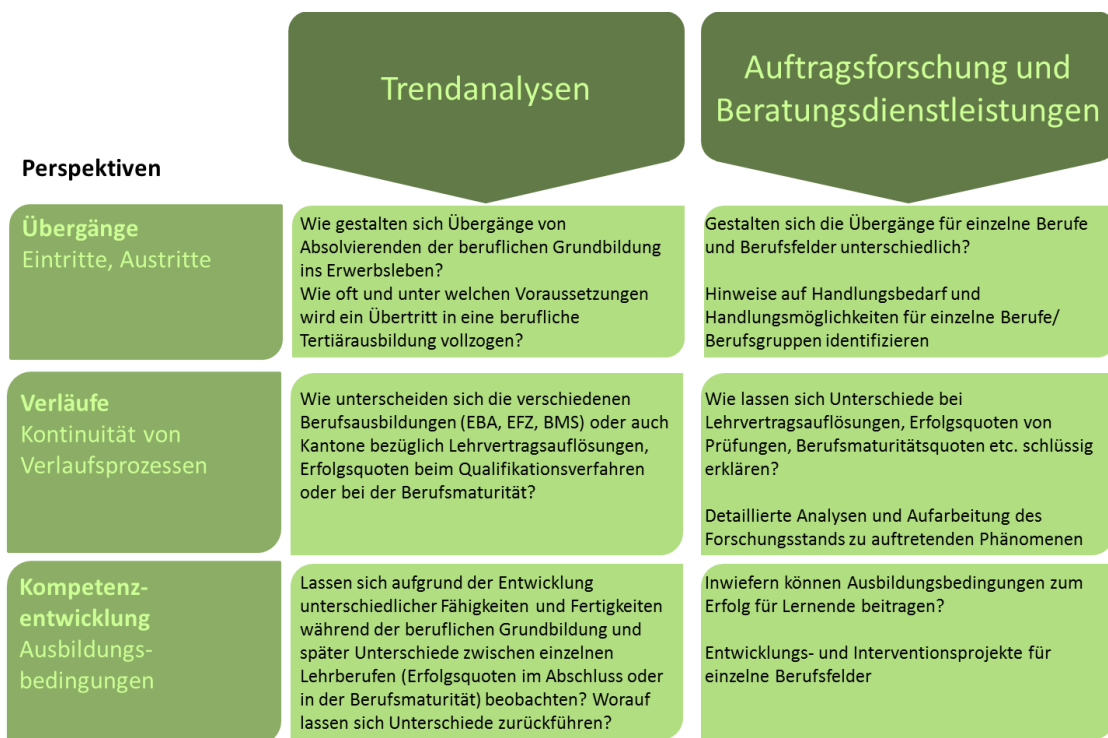 Trendanalysen
Auftragsforschung und
Beratungsdienstleistungen
Perspektiven
Übergänge
Eintritte, Austritte
Wie gestalten sich Übergänge von
Absolvierenden der beruflichen Grundbildung
ins Erwerbsleben?
Wie oft und unter welchen Voraussetzungen
wird ein Übertritt in eine berufliche
Tertiärausbildung vollzogen?
Gestalten sich die Übergänge für einzelne Berufe
und Berufsfelder unterschiedlich?
Hinweise auf Handlungsbedarf und
Handlungsmöglichkeiten für einzelne Berufe/
Berufsgruppen identifizieren
Verläufe
Kontinuität von
Verlaufsprozessen
Wie unterscheiden sich die verschiedenen
Berufsausbildungen (EBA, EFZ, BMS) oder auch
Kantone bezüglich Lehrvertragsauflösungen,
Erfolgsquoten beim Qualifikationsverfahren
oder bei der Berufsmaturität?
Wie lassen sich Unterschiede bei
Lehrvertragsauflösungen, Erfolgsquoten von
Prüfungen, Berufsmaturitätsquoten etc. schlüssig
erklären?
Detaillierte Analysen und Aufarbeitung des
Forschungsstands zu auftretenden Phänomenen
Kompetenz-
entwicklung
Ausbildungs-
bedingungen
Lassen sich aufgrund der Entwicklung
unterschiedlicher Fähigkeiten und Fertigkeiten
während der beruflichen Grundbildung und
später Unterschiede zwischen einzelnen
Lehrberufen (Erfolgsquoten im Abschluss oder
in der Berufsmaturität) beobachten? Worauf
lassen sich Unterschiede zurückführen?
Inwiefern können Ausbildungsbedingungen zum
Erfolg für Lernende beitragen?
Entwicklungs- und Interventionsprojekte für
einzelne Berufsfelder